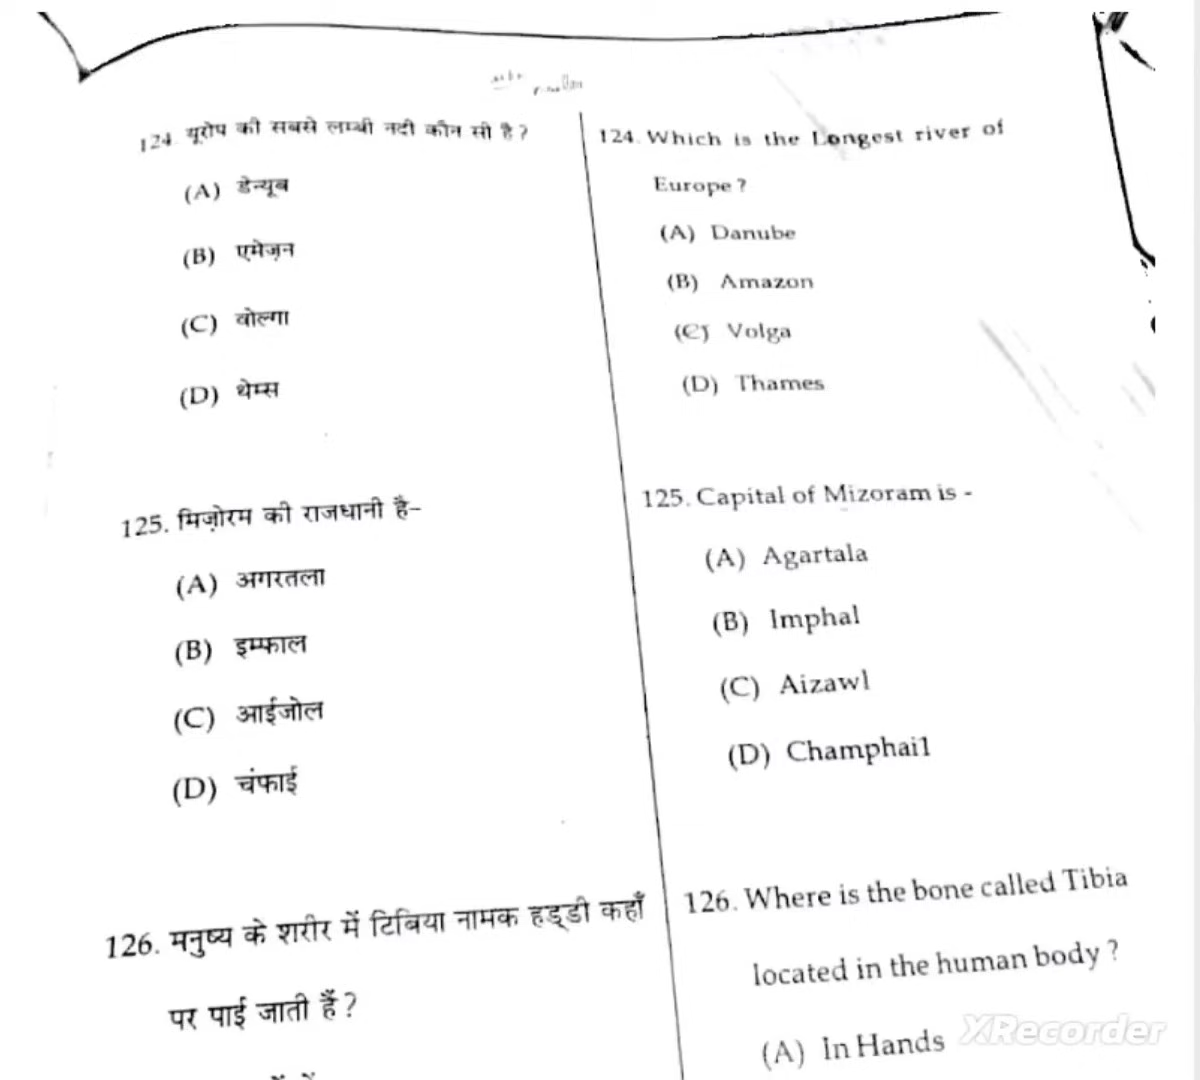 124. यूरोप की सबसे लम्बी नदी कौन सी है ?
(A) डेन्यूब
(B) एमेज़न
(C) वोल्गा
(D) थेम्स
125. मिज़ोरम की राजधानी है-
(A) अगरतला
(B) इम्फाल
(C) आईजोल
(D) चंफाई
126. मनुष्य के शरीर में टिबिया नामक हड्डी कहाँ
पर पाई जाती हैं ?
124. Which is the Longest river of
Europe ?
(A) Danube
(B) Amazon
(C) Volga
(D) Thames
125. Capital of Mizoram is -
(A) Agartala
(B) Imphal
(C) Aizawl
(D) Champhai1
126. Where is the bone called Tibia
located in the human body ?
(A) In Hands
XRecorder